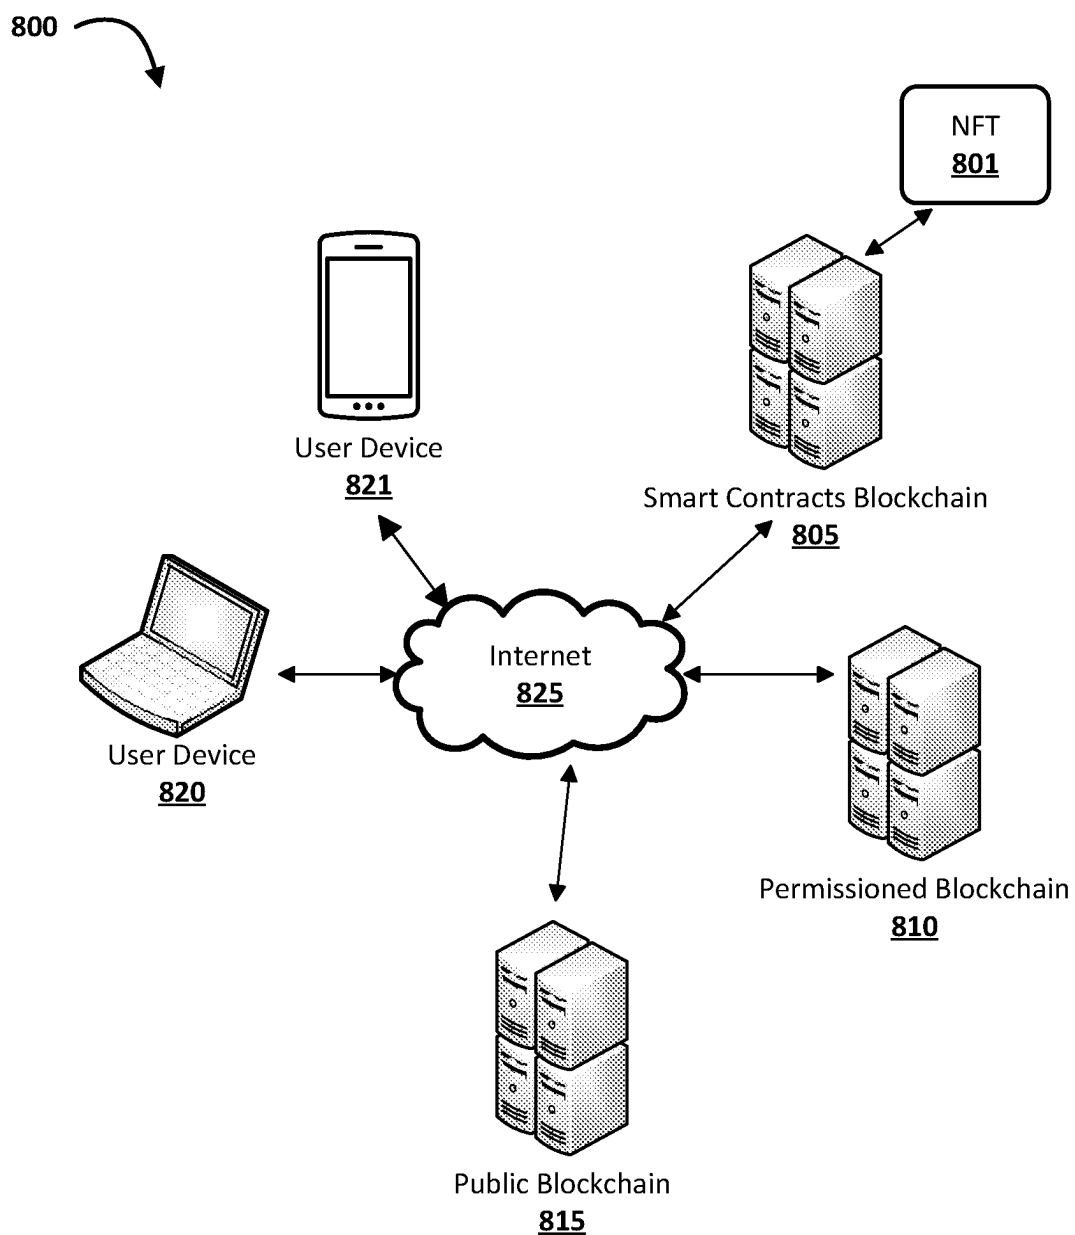 800
NFT
801
User Device
821
Smart Contracts Blockchain
805
Internet
825
User Device
820
Permissioned Blockchain
810
Public Blockchain
815